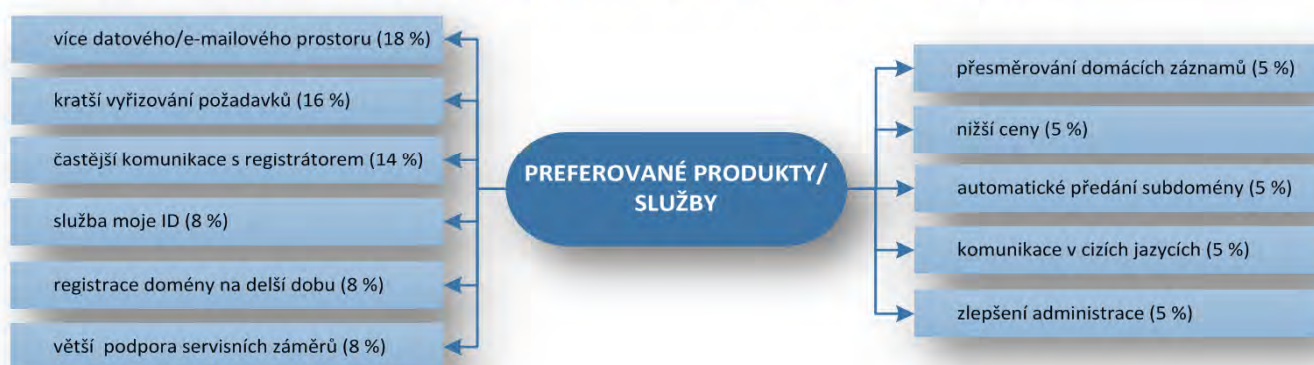 více datového/e-mailového prostoru (18 %)
kratší vyřizování požadavků (16 %)
častější komunikace s registrátorem (14 %)
služba moje ID (8 %)
registrace domény na delší dobu (8 %)
větší podpora servisních záměrů (8 %)
PREFEROVANÉ PRODUKTY/
SLUŽBY
přesměrování domácích záznamů (5 %)
nižší ceny (5 %)
automatické předání subdomény (5 %)
komunikace v cizích jazycích (5 %)
zlepšení administrace (5 %)